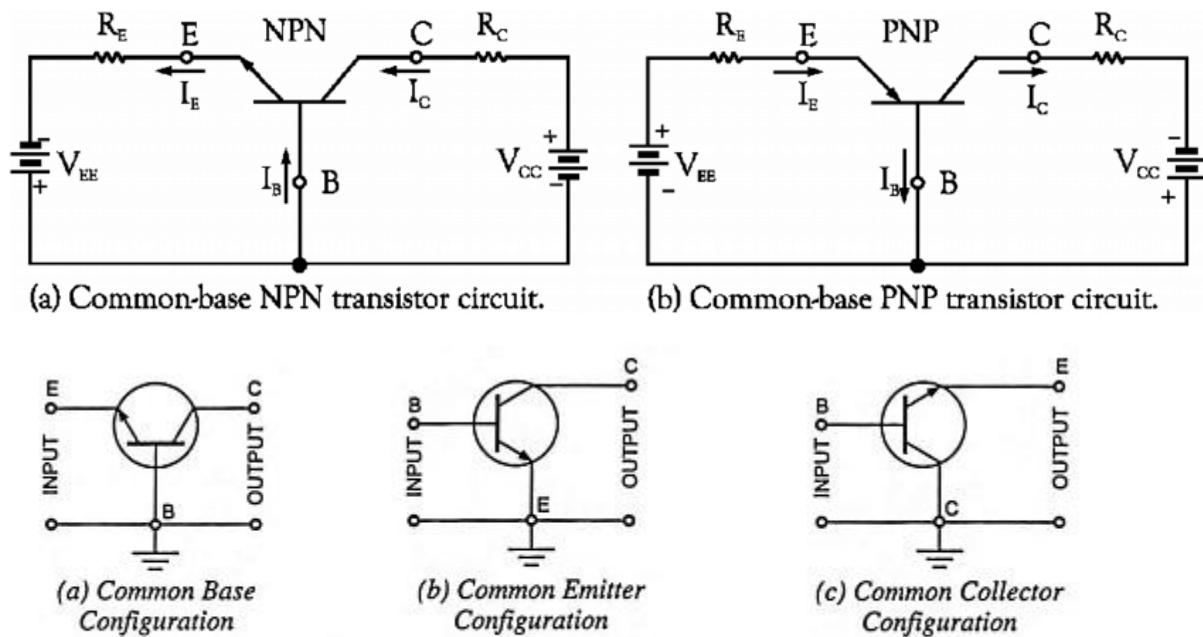 R_E E NPN C R_C
I_E I_C
- +
V_EE V_CC
+ I_B B -
(a) Common-base NPN transistor circuit.
R_E E PNP C R_C
I_E I_C
+ -
V_EE V_CC
- I_B B +
(b) Common-base PNP transistor circuit.
E C
INPUT OUTPUT
B
(a) Common Base
Configuration
C
B
INPUT OUTPUT
E
(b) Common Emitter
Configuration
E
B
INPUT OUTPUT
C
(c) Common Collector
Configuration